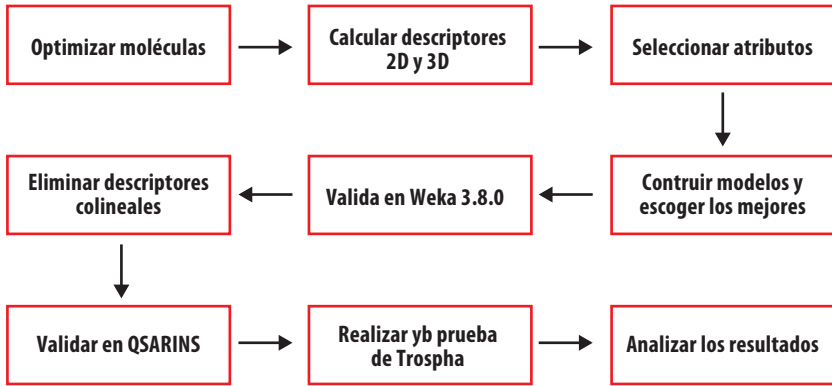 Optimizar moléculas
Calcular descriptores
2D y 3D
Seleccionar atributos
Contruir modelos y
escoger los mejores
Valida en Weka 3.8.0
Eliminar descriptores
colineales
Validar en QSARINS
Realizar yb prueba
de Trospha
Analizar los resultados